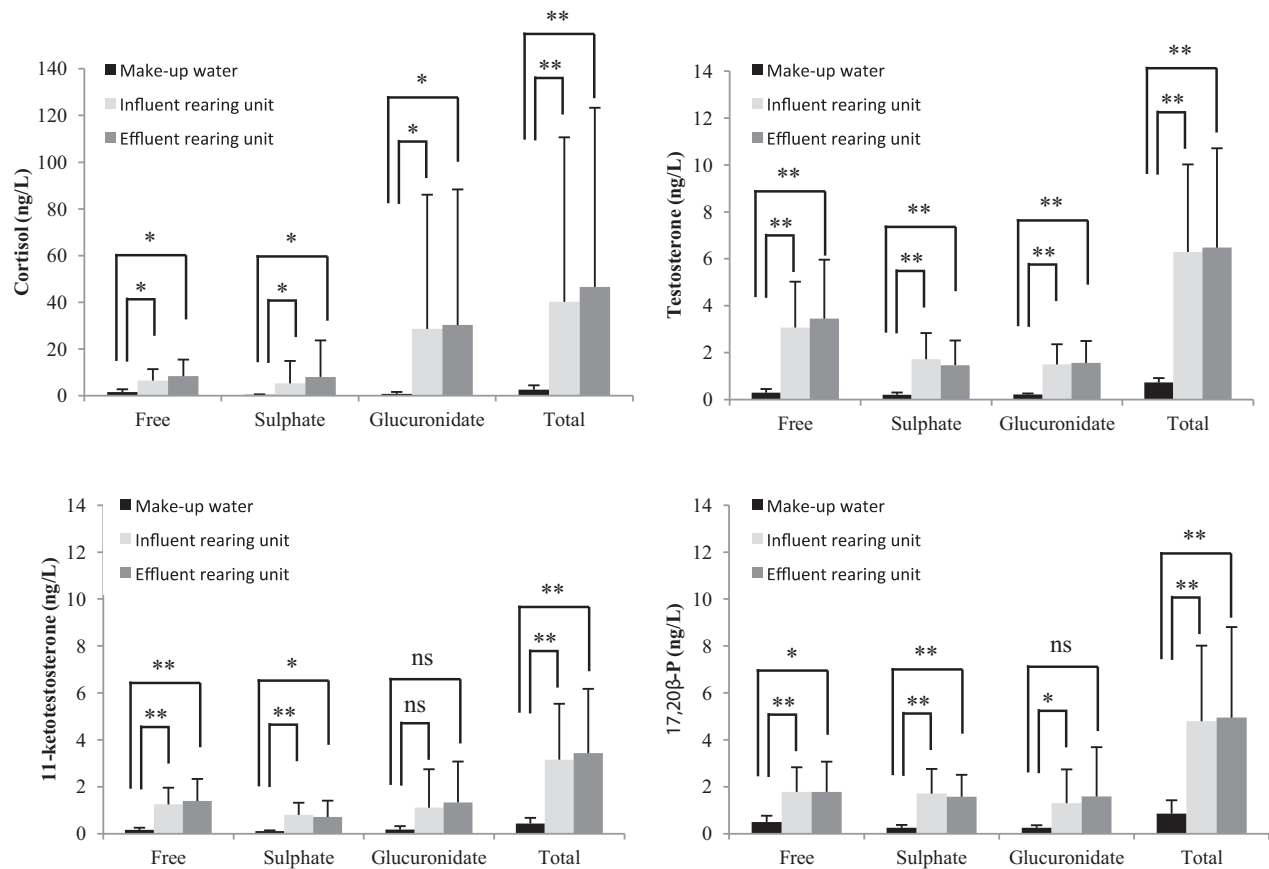 **
**
*
*
*
*
*
*
140
120
100
80
60
40
20
0
Cortisol (ng/L)
Make-up water
Influent rearing unit
Effluent rearing unit
Free Sulphate Glucuronidate Total
**
**
**
**
**
**
**
**
14
12
10
8
6
4
2
0
Testosterone (ng/L)
Make-up water
Influent rearing unit
Effluent rearing unit
Free Sulphate Glucuronidate Total
14
12
10
8
6
4
2
0
11-ketotestosterone (ng/L)
Make-up water
Influent rearing unit
Effluent rearing unit
**
**
*
**
ns
ns
**
**
Free Sulphate Glucuronidate Total
14
12
10
8
6
4
2
0
17,20β-P (ng/L)
Make-up water
Influent rearing unit
Effluent rearing unit
*
**
**
**
ns
*
**
**
Free Sulphate Glucuronidate Total